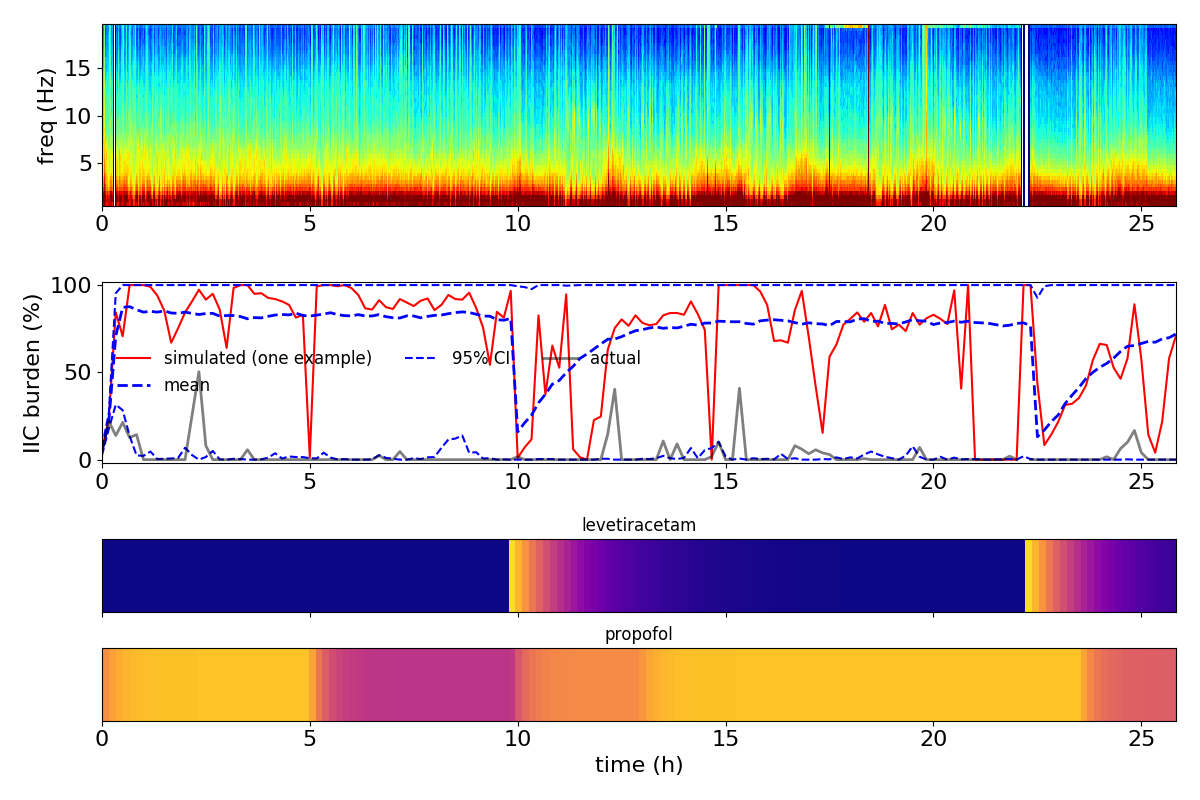 freq (Hz)
15
10
5
0 5 10 15 20 25
IIC burden (%)
100
50
0
simulated (one example) 95% CI actual
mean
0 5 10 15 20 25
levetiracetam
propofol
0 5 10 15 20 25
time (h)